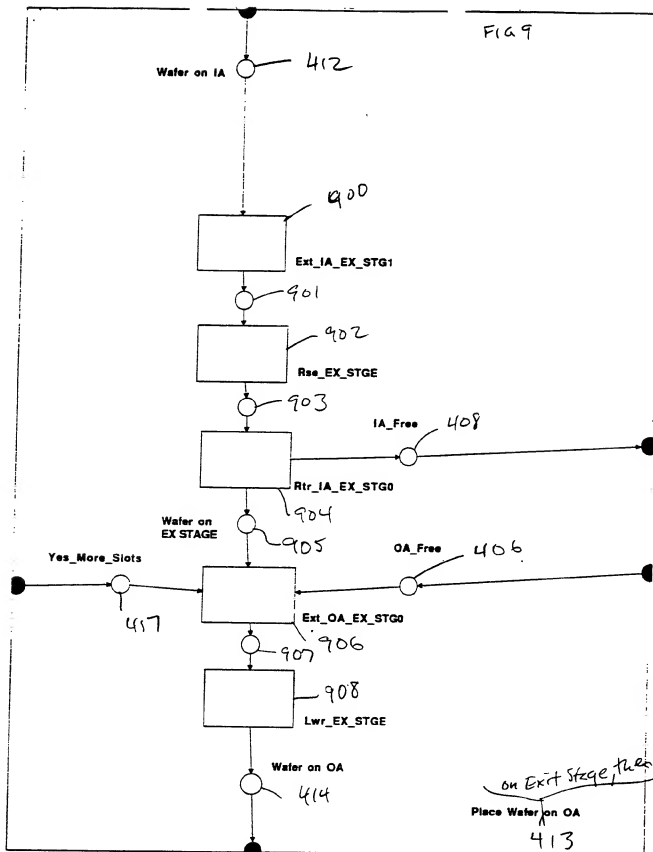 FIG 9
Wafer on IA
412
900
Ext_IA_EX_STG1
901
902
Rse_EX_STGE
903
IA_Free
408
Rtr_IA_EX_STG0
904
Wafer on
EX STAGE
905
Yes_More_Slots
OA_Free
406
417
Ext_OA_EX_STG0
906
907
908
Lwr_EX_STGE
Wafer on OA
414
on Exit Stage, then
Place Wafer on OA
413